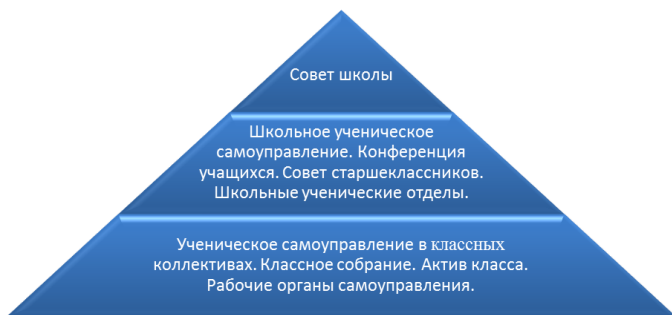 Совет школы
Школьное ученическое
самоуправление. Конференция
учащихся. Совет старшеклассников.
Школьные ученические отделы.
Ученическое самоуправление в классных
коллективах. Классное собрание. Актив класса.
Рабочие органы самоуправления.